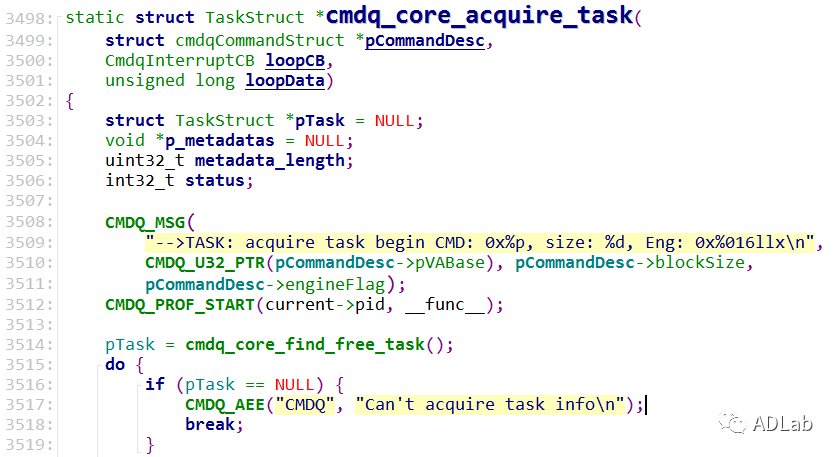 3498: static struct TaskStruct *cmdq_core_acquire_task(
3499:     struct cmdqCommandStruct *pCommandDesc,
3500:     CmdqInterruptCB loopCB,
3501:     unsigned long loopData)
3502: {
3503:     struct TaskStruct *pTask = NULL;
3504:     void *p_metadatas = NULL;
3505:     uint32_t metadata_length;
3506:     int32_t status;
3507:
3508:     CMDQ_MSG(
3509:         "-->TASK: acquire task begin CMD: 0x%p, size: %d, Eng: 0x%016llx\n",
3510:         CMDQ_U32_PTR(pCommandDesc->pVABase), pCommandDesc->blockSize,
3511:         pCommandDesc->engineFlag);
3512:     CMDQ_PROF_START(current->pid, __func__);
3513:
3514:     pTask = cmdq_core_find_free_task();
3515:     do {
3516:         if (pTask == NULL) {
3517:             CMDQ_AEE("CMDQ", "Can't acquire task info\n");
3518:             break;
3519:         }
ADLab